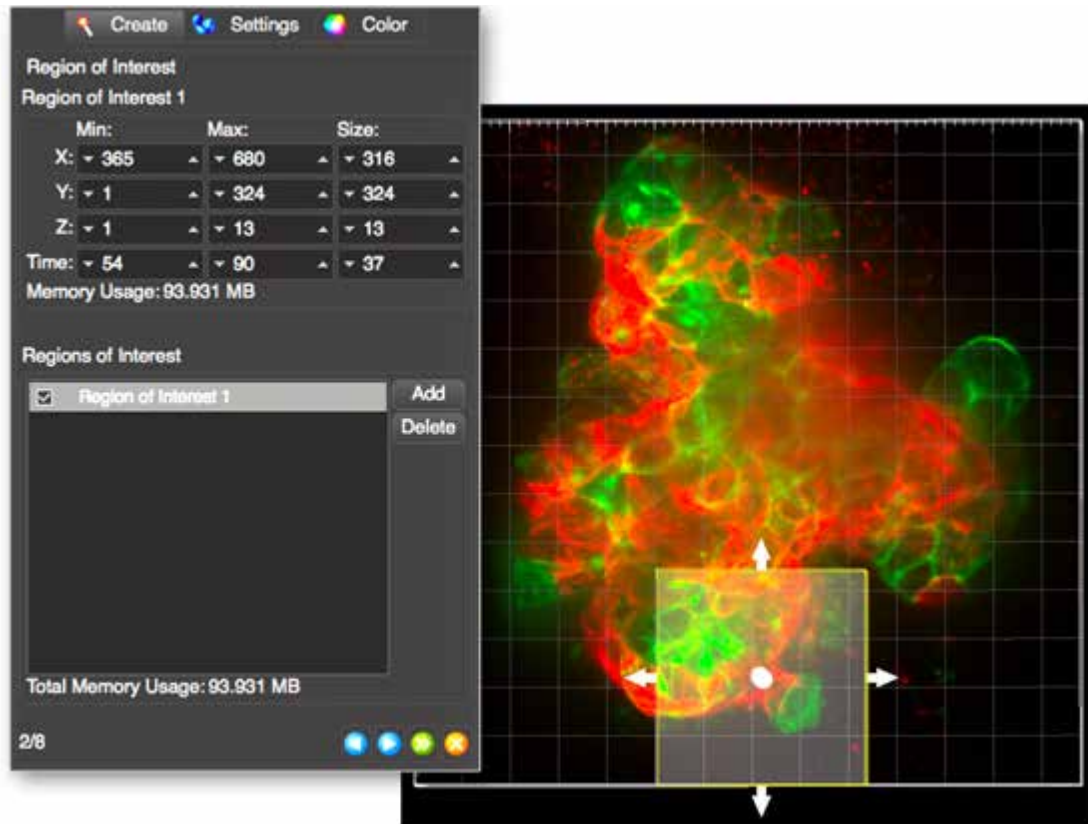 Create Settings Color
Region of Interest
Region of Interest 1
Min: Max: Size:
X: 365 680 316
Y: 1 324 324
Z: 1 13 13
Time: 54 90 37
Memory Usage: 93.931 MB
Regions of Interest
Region of Interest 1
Add
Delete
Total Memory Usage: 93.931 MB
2/8